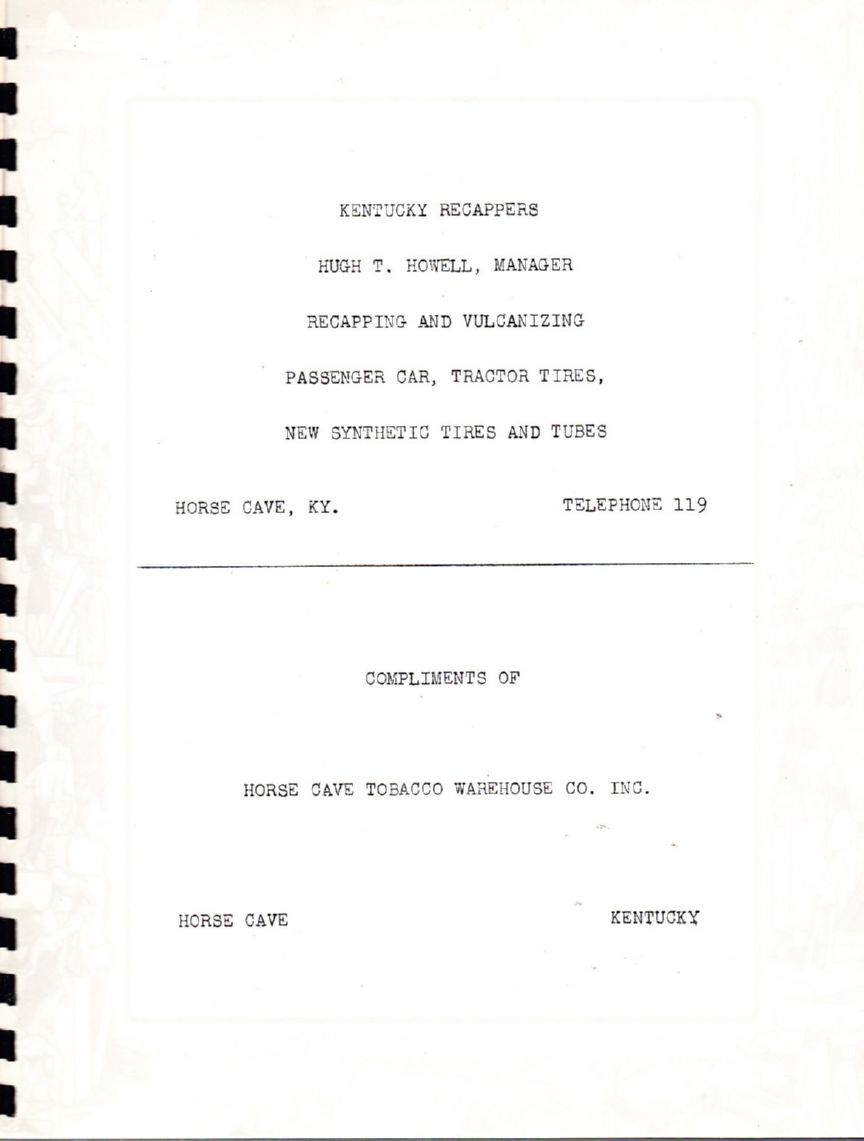 KENTUCKY RECAPPERS
HUGH T. HOWELL, MANAGER
RECAPPING AND VULCANIZING
PASSENGER CAR, TRACTOR TIRES,
NEW SYNTHETIC TIRES AND TUBES
HORSE CAVE, KY. TELEPHONE 119
COMPLIMENTS OF
HORSE CAVE TOBACCO WAREHOUSE CO. INC.
HORSE CAVE KENTUCKY